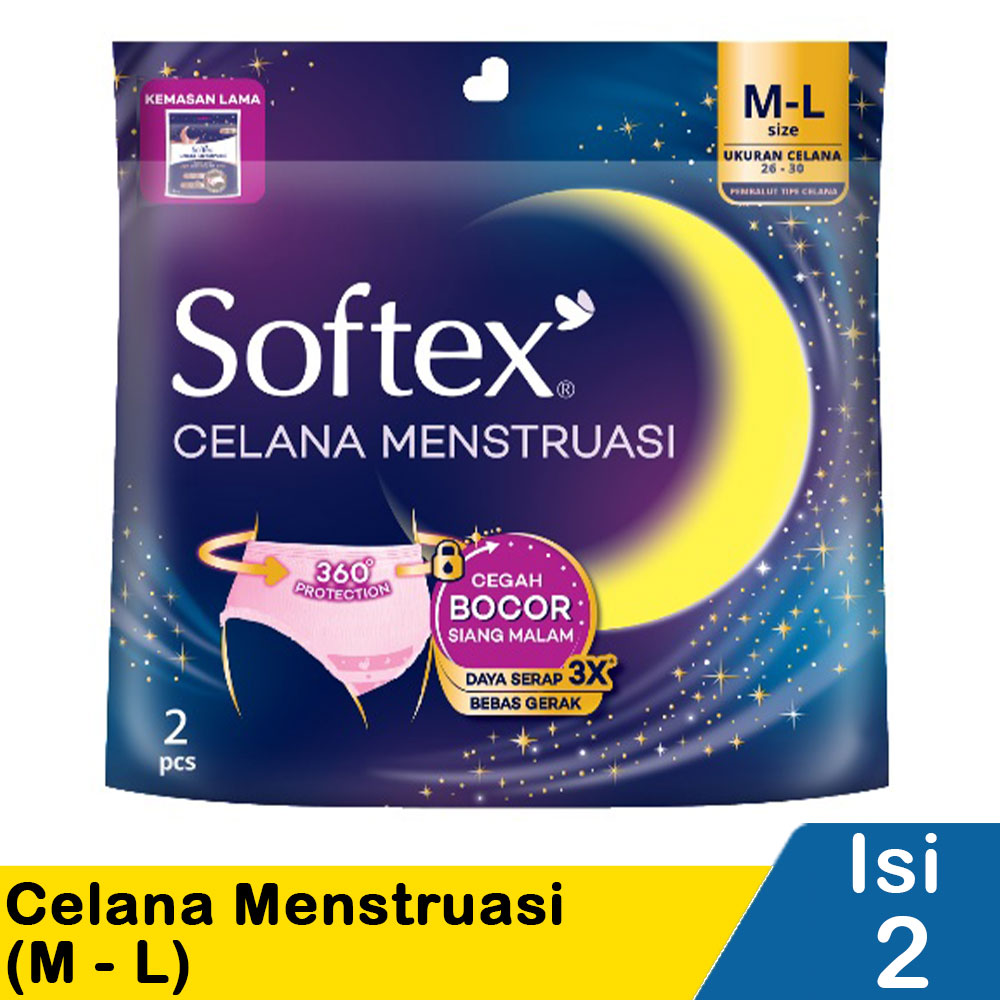 KEMASAN LAMA
Softex
M-L
size
UKURAN CELANA
26 - 30
PEMBALUT TIPE CELANA
Softex®
CELANA MENSTRUASI
360°
PROTECTION
CEGAH
BOCOR
SIANG MALAM
DAYA SERAP 3X*
BEBAS GERAK
2
pcs
Celana Menstruasi
(M - L)
Isi
2